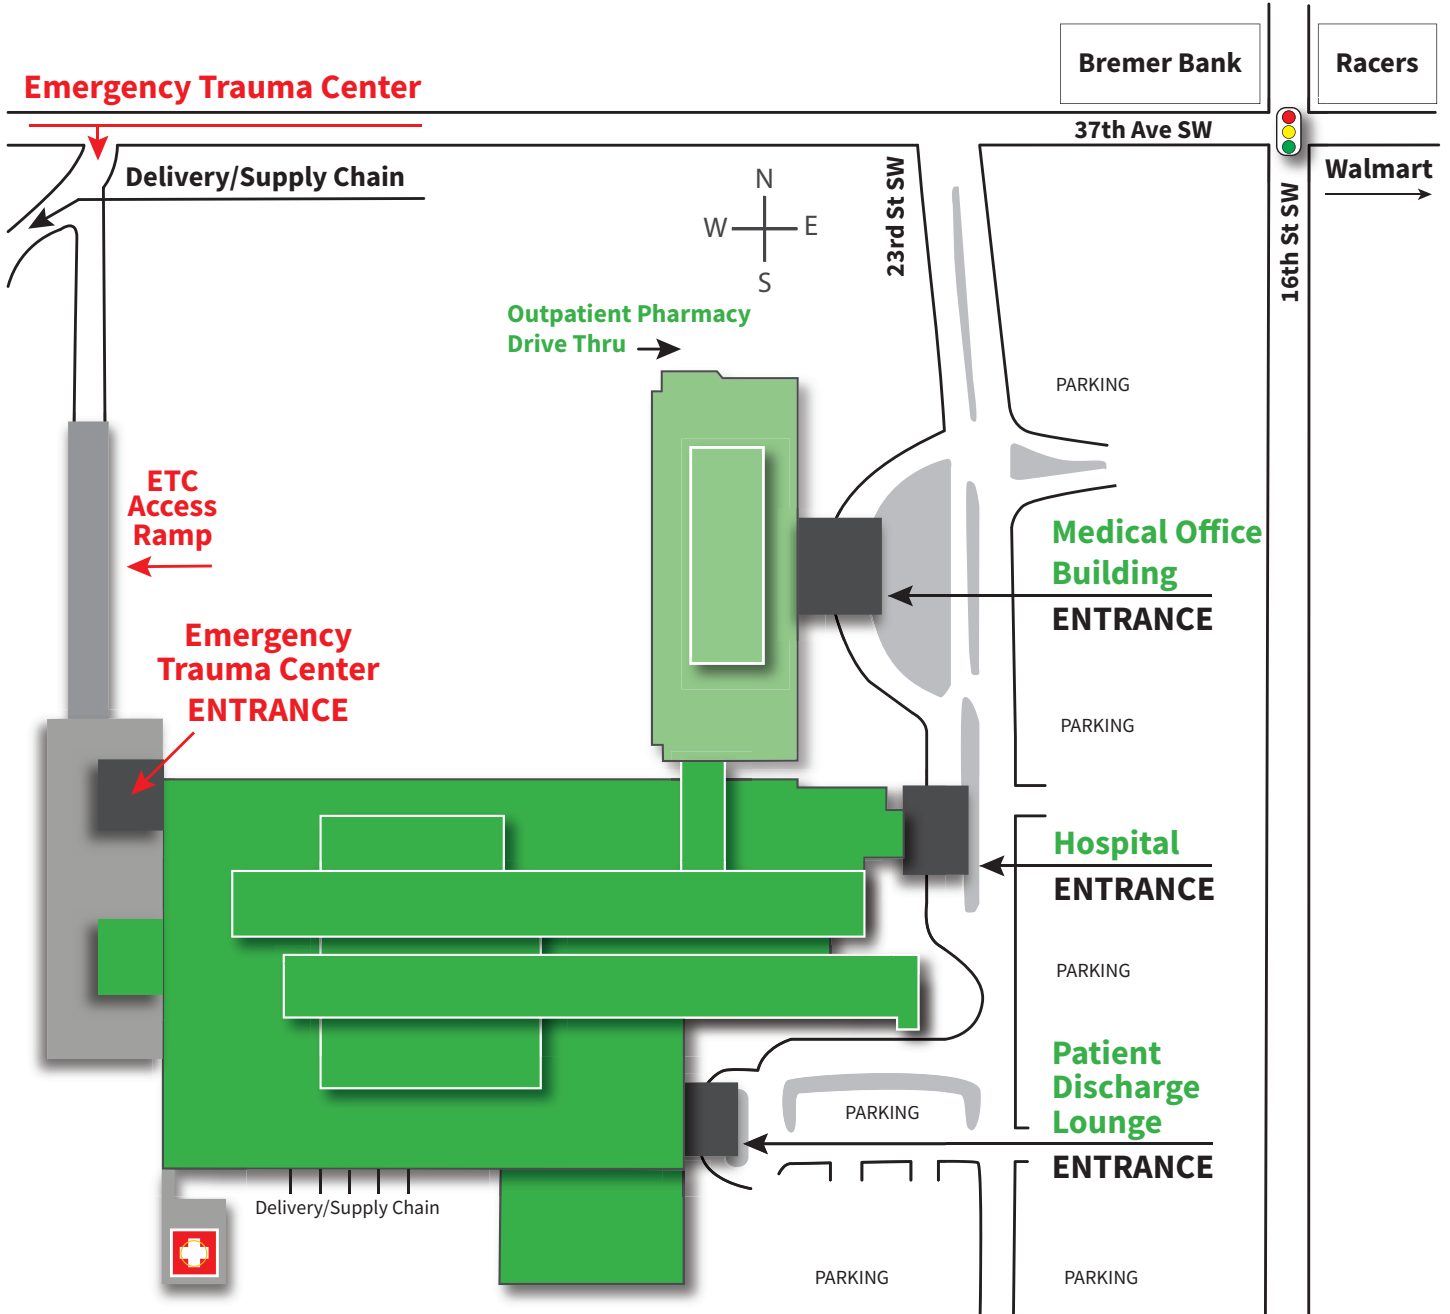 Bremer Bank
Racers
Emergency Trauma Center
37th Ave SW
Delivery/Supply Chain
Walmart
23rd St SW
16th St SW
N
W
E
S
Outpatient Pharmacy
Drive Thru
PARKING
ETC
Access
Ramp
Medical Office
Building
ENTRANCE
Emergency
Trauma Center
ENTRANCE
PARKING
Hospital
ENTRANCE
PARKING
Patient
Discharge
Lounge
ENTRANCE
PARKING
Delivery/Supply Chain
PARKING
PARKING